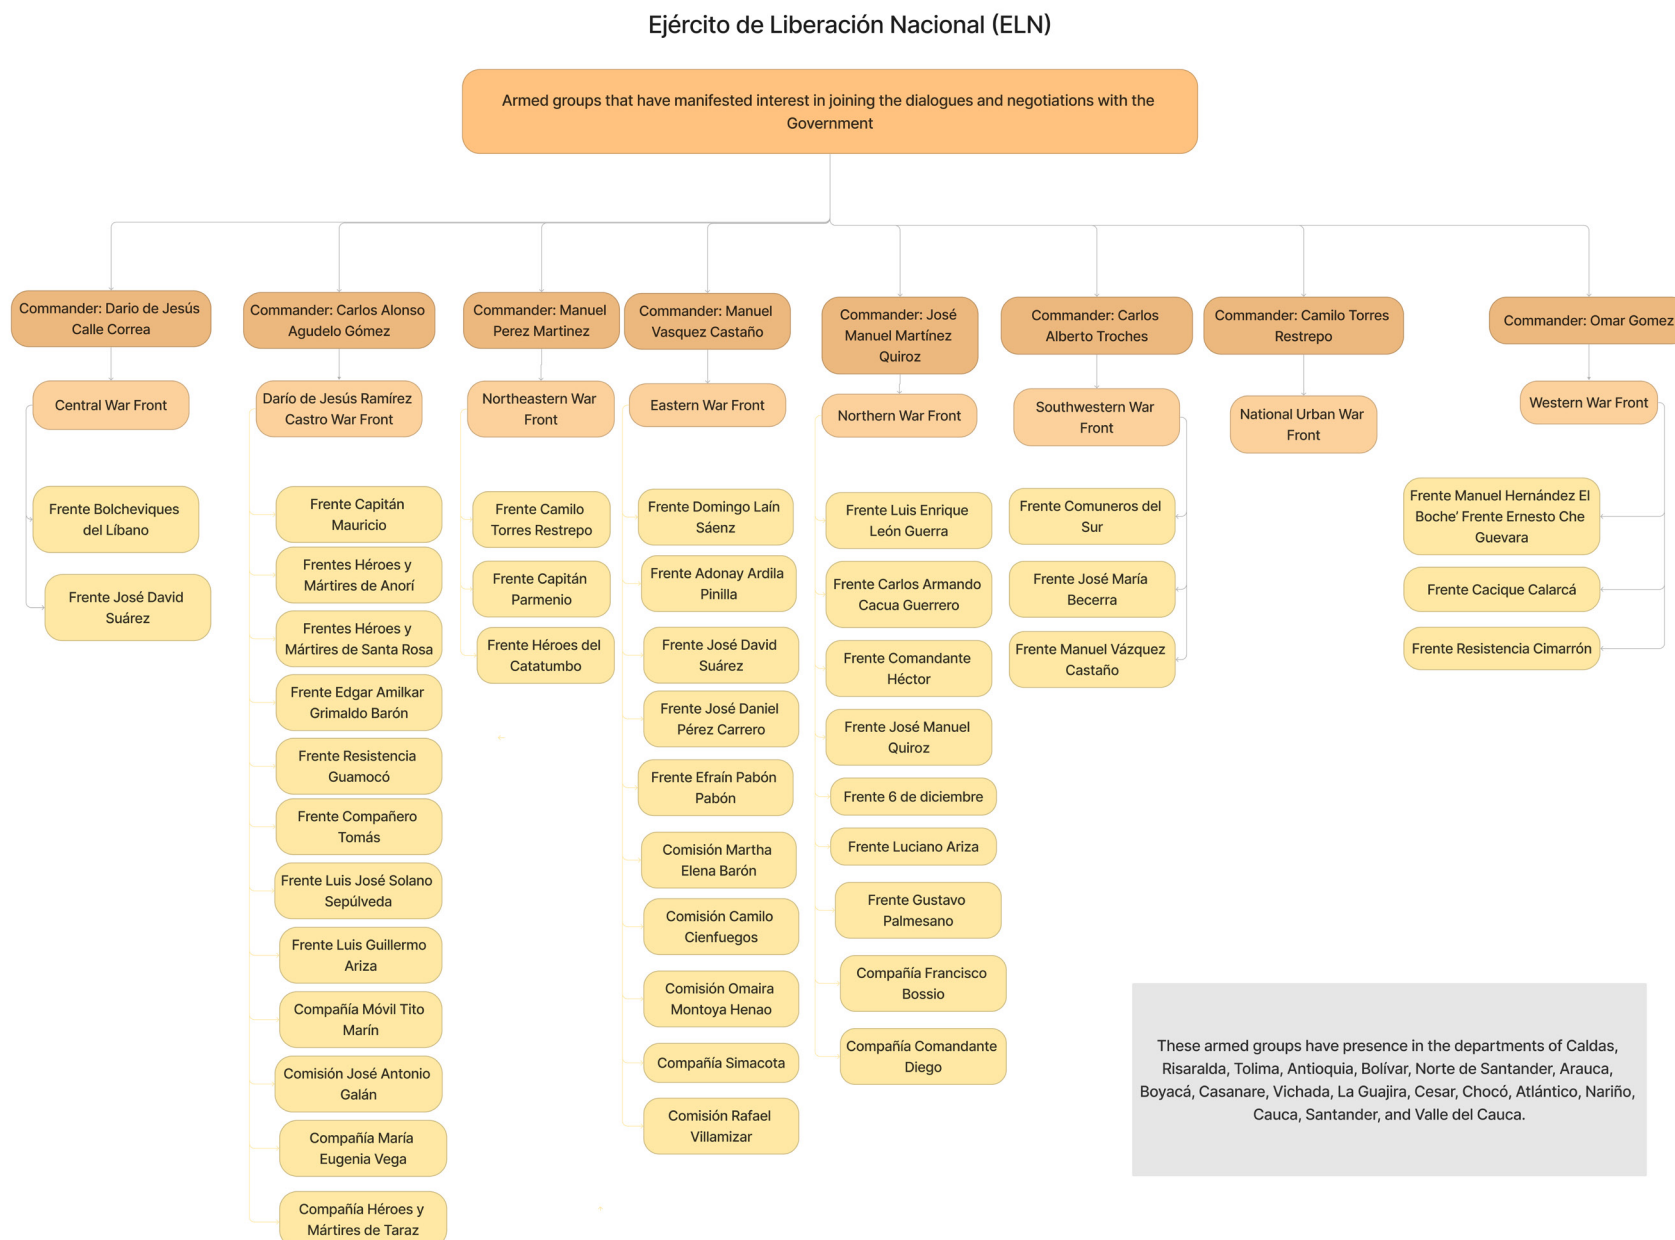 Ejército de Liberación Nacional (ELN)
Armed groups that have manifested interest in joining the dialogues and negotiations with the
Government
Commander: Dario de Jesús
Calle Correa
Central War Front
Frente Bolcheviques
del Líbano
Frente José David
Suárez
Commander: Carlos Alonso
Agudelo Gómez
Darío de Jesús Ramírez
Castro War Front
Frente Capitán
Mauricio
Frentes Héroes y
Mártires de Anorí
Frentes Héroes y
Mártires de Santa Rosa
Frente Edgar Amilkar
Grimaldo Barón
Frente Resistencia
Guamocó
Frente Compañero
Tomás
Frente Luis José Solano
Sepúlveda
Frente Luis Guillermo
Ariza
Compañía Móvil Tito
Marín
Comisión José Antonio
Galán
Compañía María
Eugenia Vega
Compañía Héroes y
Mártires de Taraz
Commander: Manuel
Perez Martinez
Northeastern War
Front
Frente Camilo
Torres Restrepo
Frente Capitán
Parmenio
Frente Héroes del
Catatumbo
Commander: Manuel
Vasquez Castaño
Eastern War Front
Frente Domingo Laín
Sáenz
Frente Adonay Ardila
Pinilla
Frente José David
Suárez
Frente José Daniel
Pérez Carrero
Frente Efraín Pabón
Pabón
Comisión Martha
Elena Barón
Comisión Camilo
Cienfuegos
Comisión Omaira
Montoya Henao
Compañía Simacota
Comisión Rafael
Villamizar
Commander: José
Manuel Martínez
Quiroz
Northern War Front
Frente Luis Enrique
León Guerra
Frente Carlos Armando
Cacua Guerrero
Frente Comandante
Héctor
Frente José Manuel
Quiroz
Frente 6 de diciembre
Frente Luciano Ariza
Frente Gustavo
Palmesano
Compañía Francisco
Bossio
Compañía Comandante
Diego
Commander: Carlos
Alberto Troches
Southwestern War
Front
Frente Comuneros del
Sur
Frente José María
Becerra
Frente Manuel Vázquez
Castaño
Commander: Camilo Torres
Restrepo
National Urban War
Front
Commander: Omar Gomez
Western War Front
Frente Manuel Hernández El
Boche’ Frente Ernesto Che
Guevara
Frente Cacique Calarcá
Frente Resistencia Cimarrón
These armed groups have presence in the departments of Caldas,
Risaralda, Tolima, Antioquia, Bolívar, Norte de Santander, Arauca,
Boyacá, Casanare, Vichada, La Guajira, Cesar, Chocó, Atlántico, Nariño,
Cauca, Santander, and Valle del Cauca.